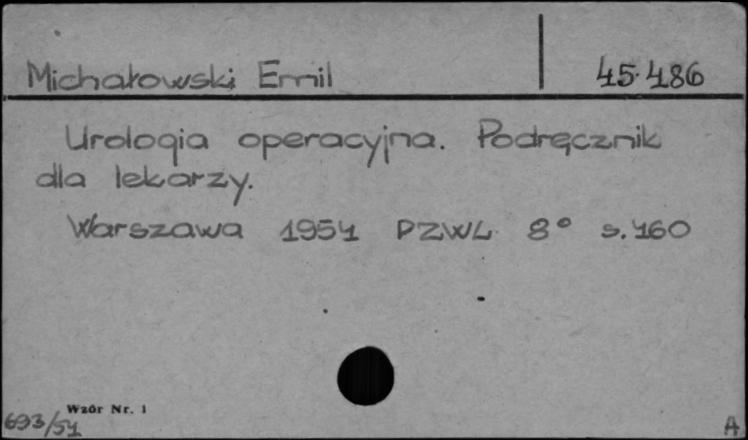 Michałowski Emil 45.486
Urologia operacyjna. Podręcznik
dla lekarzy.
Warszawa 1954 PZWL 8° s. 460
Wzór Nr. 1
693/54 A